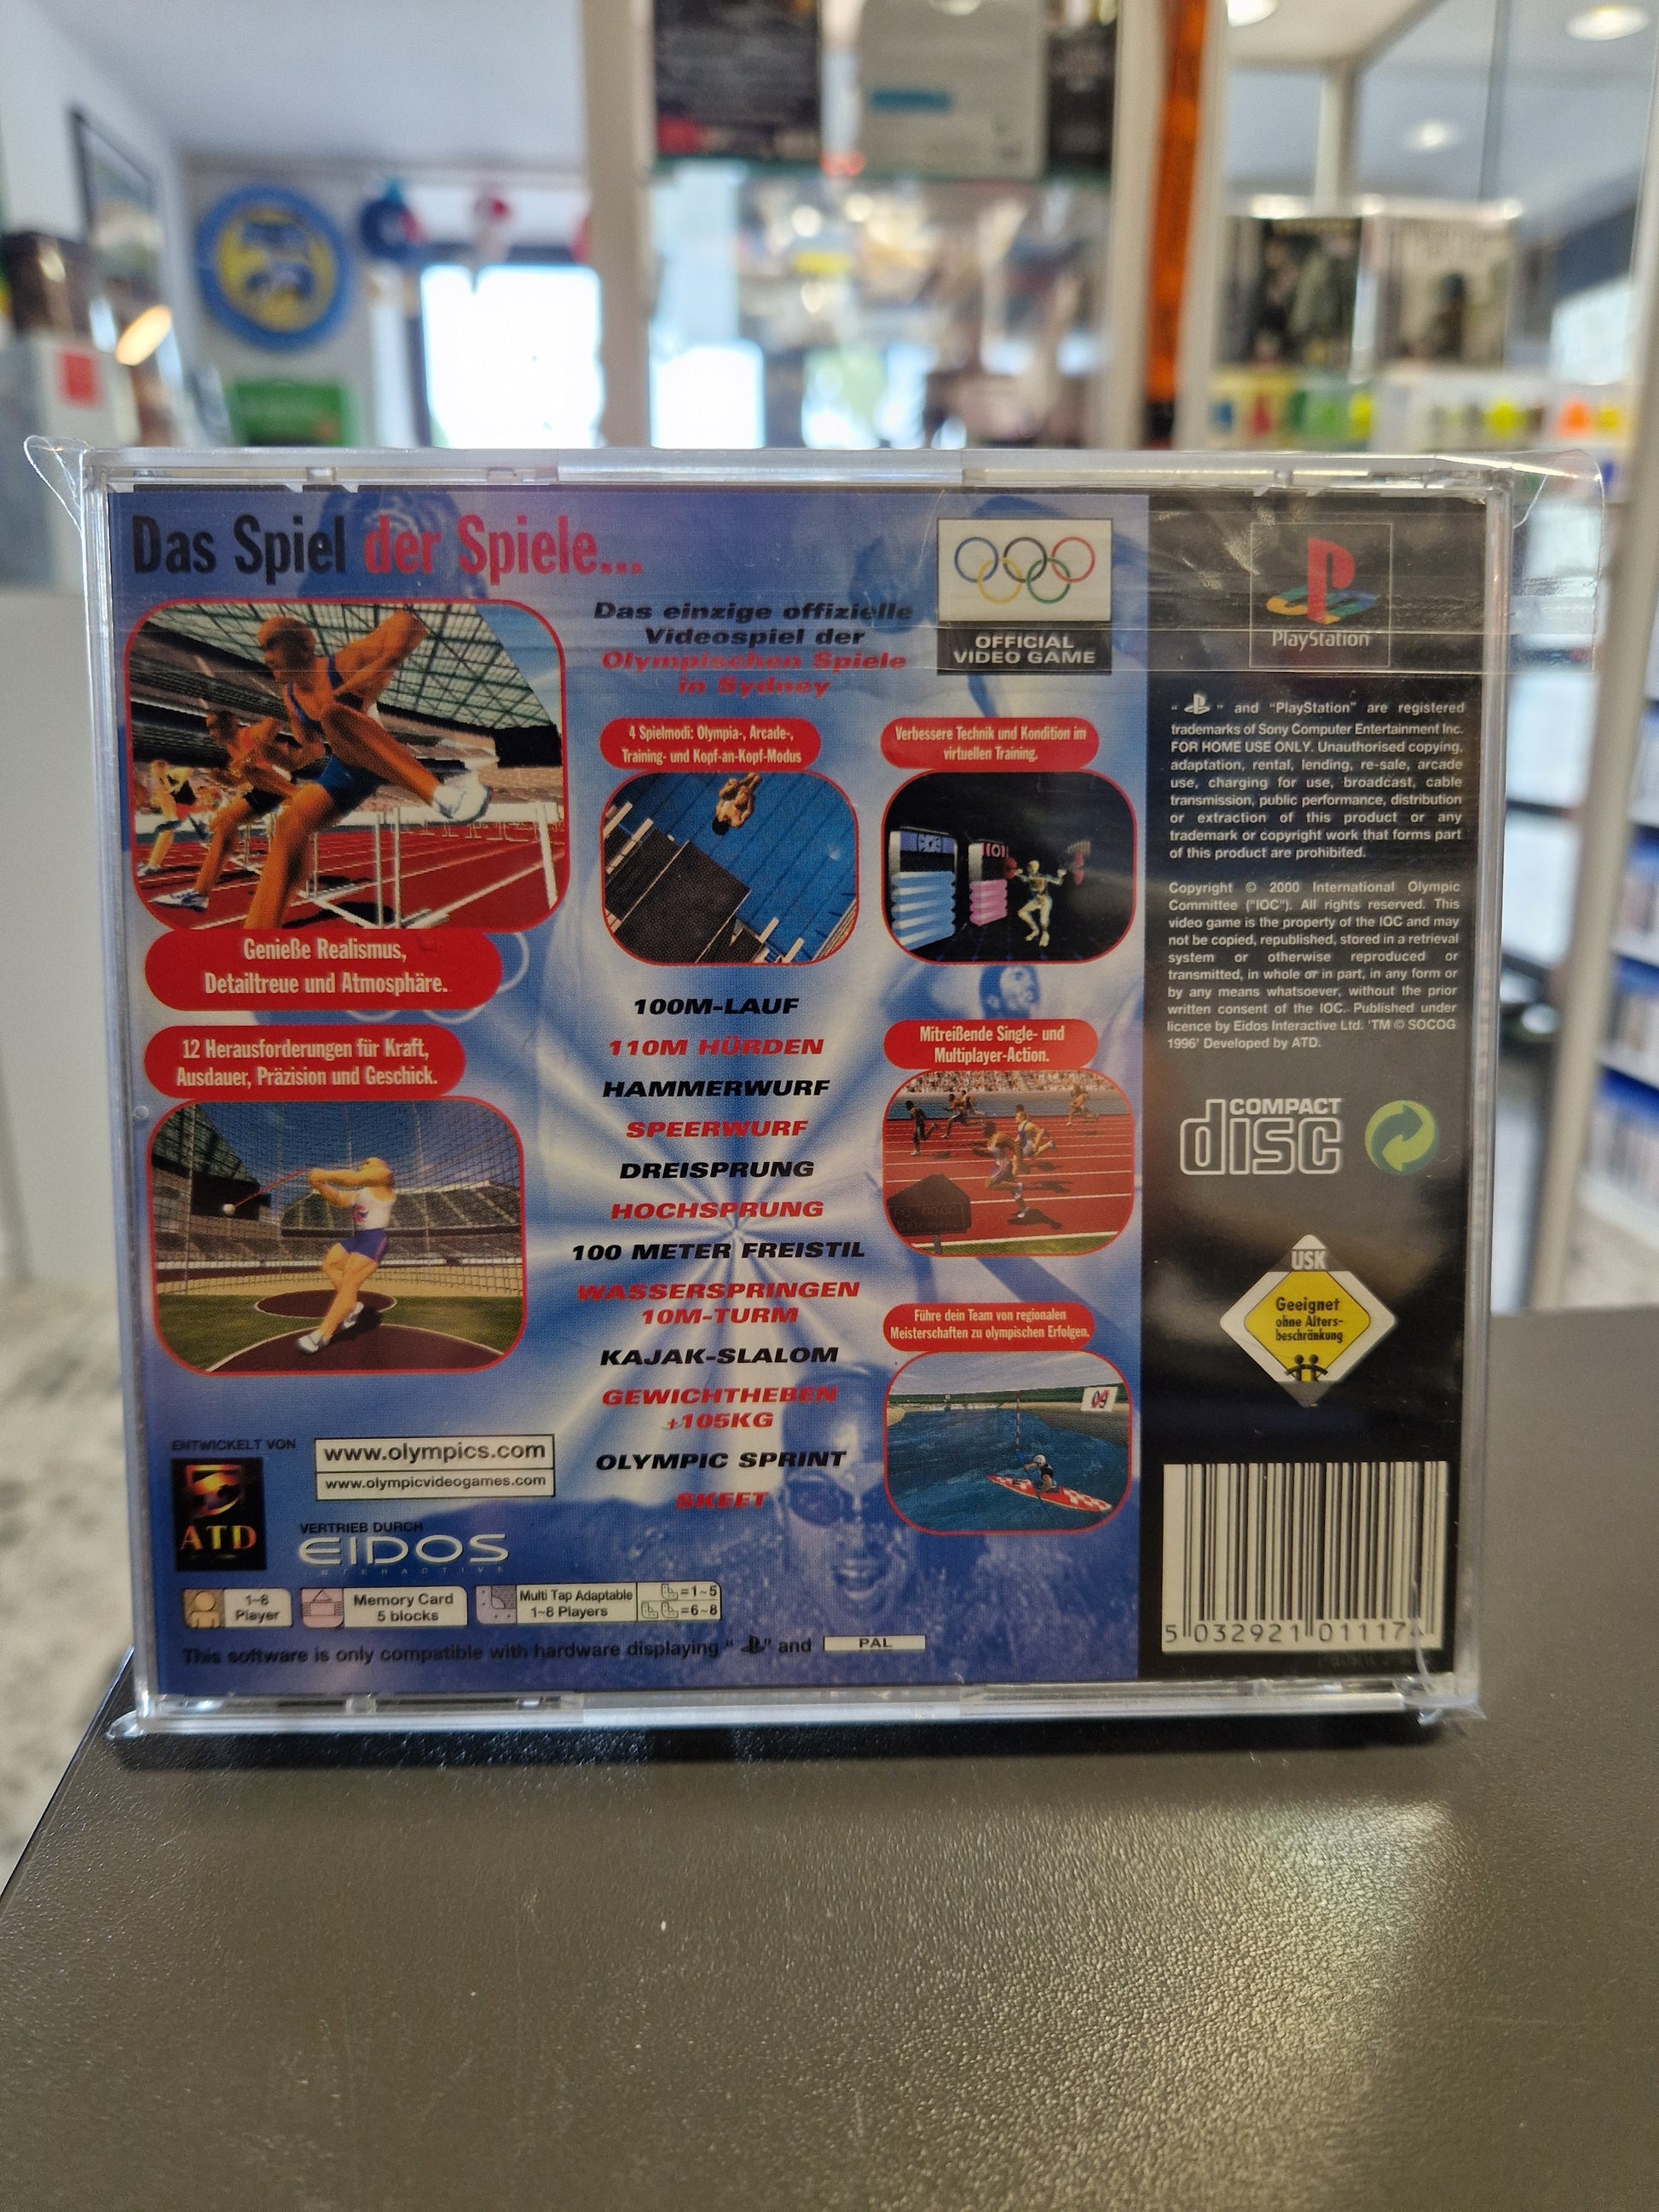 Das Spiel der Spiele...
Das einzige offizielle
Videospiel der
Olympischen Spiele
in Sydney
OFFICIAL
VIDEO GAME
4 Spielmodi: Olympia-, Arcade-,
Training- und Kopf-an-Kopf-Modus
Verbessere Technik und Kondition im
virtuellen Training.
Genieße Realismus,
Detailtreue und Atmosphäre.
12 Herausforderungen für Kraft,
Ausdauer, Präzision und Geschick.
100M-LAUF
110M HÜRDEN
HAMMERWURF
SPEERWURF
DREISPRUNG
HOCHSPRUNG
100 METER FREISTIL
WASSERSPRINGEN
10M-TURM
KAJAK-SLALOM
GEWICHTHEBEN
+105KG
OLYMPIC SPRINT
SKEET
Mitreißende Single- und
Multiplayer-Action.
Führe dein Team von regionalen
Meisterschaften zu olympischen Erfolgen.
09
ENTWICKELT VON
ATD
www.olympics.com
www.olympicvideogames.com
VERTRIEB DURCH
EIDOS
INTERACTIVE
1~8
Player
Memory Card
5 blocks
Multi Tap Adaptable
1~8 Players
=1~5
=6~8
This software is only compatible with hardware displaying " " and PAL
PlayStation
" " and "PlayStation" are registered
trademarks of Sony Computer Entertainment Inc.
FOR HOME USE ONLY. Unauthorised copying,
adaptation, rental, lending, re-sale, arcade
use, charging for use, broadcast, cable
transmission, public performance, distribution
or extraction of this product or any
trademark or copyright work that forms part
of this product are prohibited.
Copyright © 2000 International Olympic
Committee ("IOC"). All rights reserved. This
video game is the property of the IOC and may
not be copied, republished, stored in a retrieval
system or otherwise reproduced or
transmitted, in whole or in part, in any form or
by any means whatsoever, without the prior
written consent of the IOC. Published under
licence by Eidos Interactive Ltd. 'TM © SOCOG
1996' Developed by ATD.
COMPACT
disc
USK
Geeignet
ohne Alters-
beschränkung
5 032921 011174